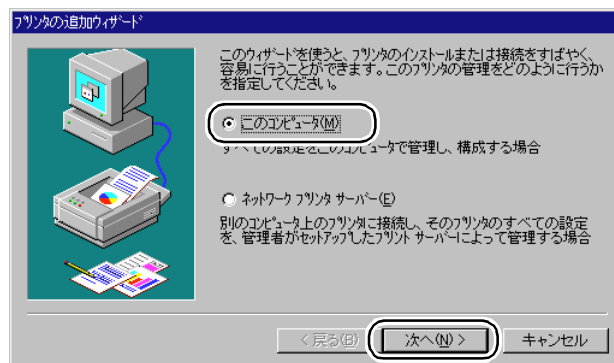 プリンタの追加ウィザード
このウィザードを使うと、プリンタのインストールまたは接続をすばやく、
容易に行うことができます。このプリンタの管理をどのように行うか
を指定してください。
このコンピュータ(M)
すべての設定をこのコンピュータで管理し、構成する場合
ネットワーク プリンタ サーバー(E)
別のコンピュータ上のプリンタに接続し、そのプリンタのすべての設定
を、管理者がセットアップしたプリント サーバーによって管理する場合
< 戻る(B)
次へ(N) >
キャンセル